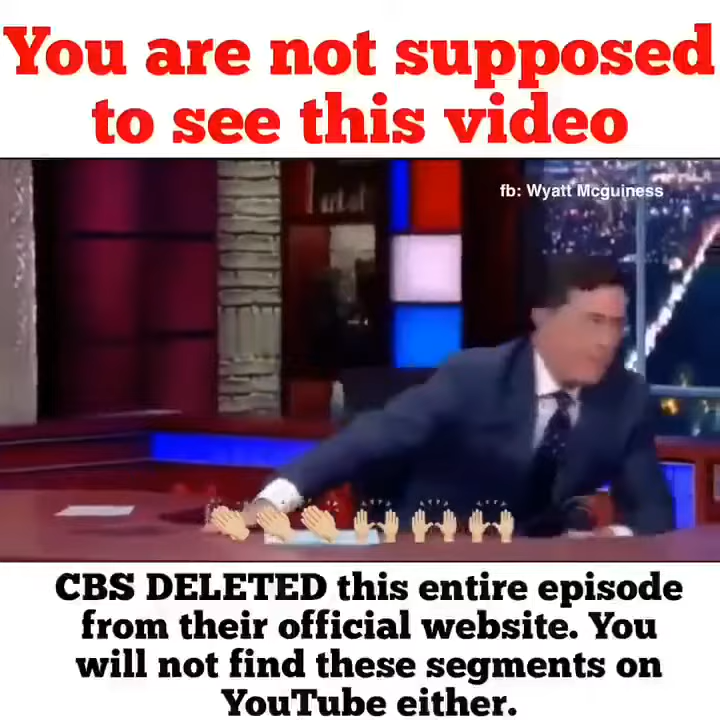 You are not supposed
to see this video
fb: Wyatt Mcguiness
CBS DELETED this entire episode
from their official website. You
will not find these segments on
YouTube either.